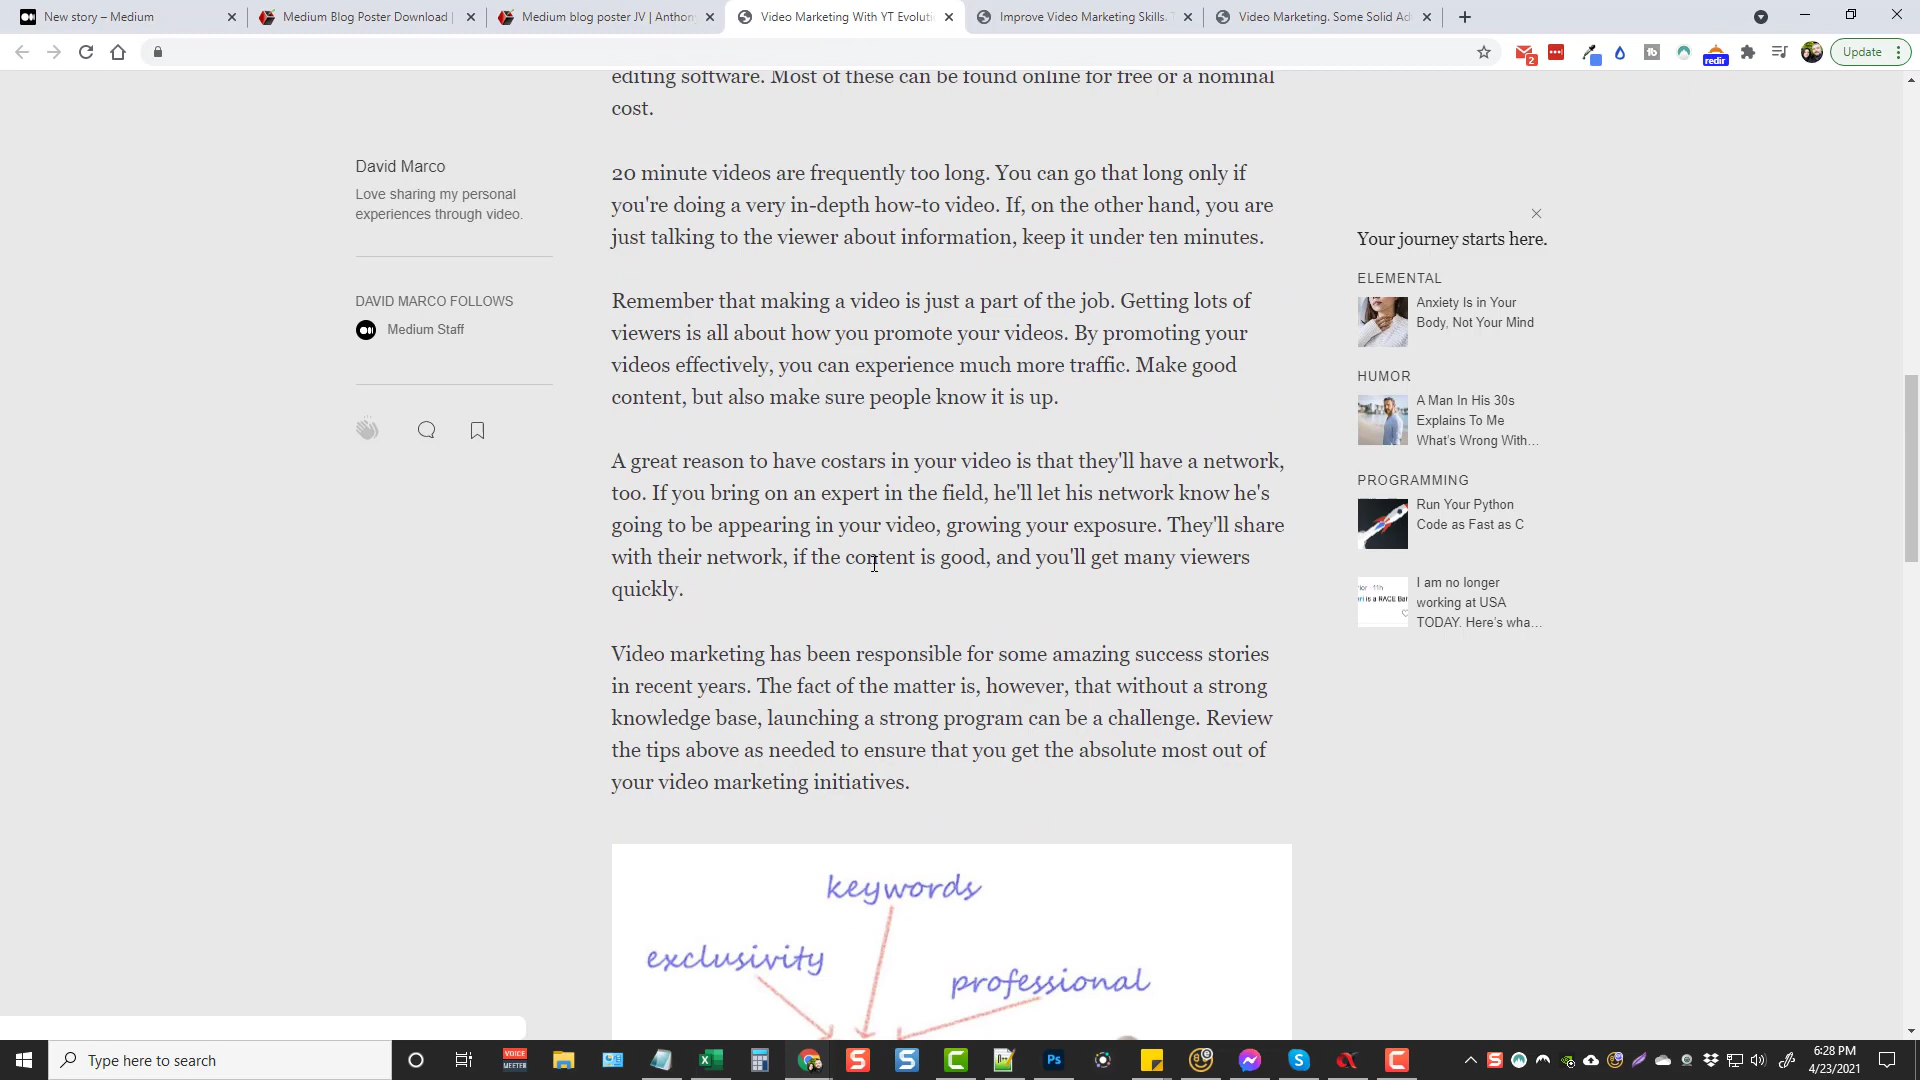 New story – Medium
Medium Blog Poster Download |
Medium blog poster JV | Anthon
Video Marketing With YT Evoluti
Improve Video Marketing Skills. T
Video Marketing. Some Solid Ad
Update
2
redir
editing software. Most of these can be found online for free or a nominal
cost.
David Marco
Love sharing my personal
experiences through video.
DAVID MARCO FOLLOWS
Medium Staff
20 minute videos are frequently too long. You can go that long only if
you're doing a very in-depth how-to video. If, on the other hand, you are
just talking to the viewer about information, keep it under ten minutes.
Remember that making a video is just a part of the job. Getting lots of
viewers is all about how you promote your videos. By promoting your
videos effectively, you can experience much more traffic. Make good
content, but also make sure people know it is up.
A great reason to have costars in your video is that they'll have a network,
too. If you bring on an expert in the field, he'll let his network know he's
going to be appearing in your video, growing your exposure. They'll share
with their network, if the content is good, and you'll get many viewers
quickly.
Video marketing has been responsible for some amazing success stories
in recent years. The fact of the matter is, however, that without a strong
knowledge base, launching a strong program can be a challenge. Review
the tips above as needed to ensure that you get the absolute most out of
your video marketing initiatives.
keywords
exclusivity
professional
Your journey starts here.
ELEMENTAL
Anxiety Is in Your
Body, Not Your Mind
HUMOR
A Man In His 30s
Explains To Me
What's Wrong With…
PROGRAMMING
Run Your Python
Code as Fast as C
I am no longer
working at USA
TODAY. Here's wha…
Type here to search
VOICE
MEETER
Ps
6:28 PM
4/23/2021